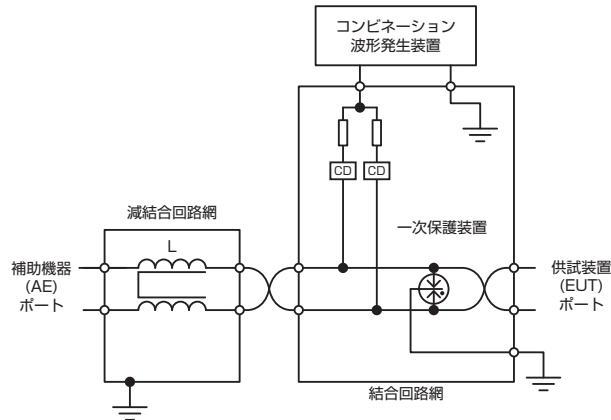 コンビネーション
波形発生装置
CD
CD
減結合回路網
一次保護装置
L
補助機器
(AE)
ポート
供試装置
(EUT)
ポート
結合回路網